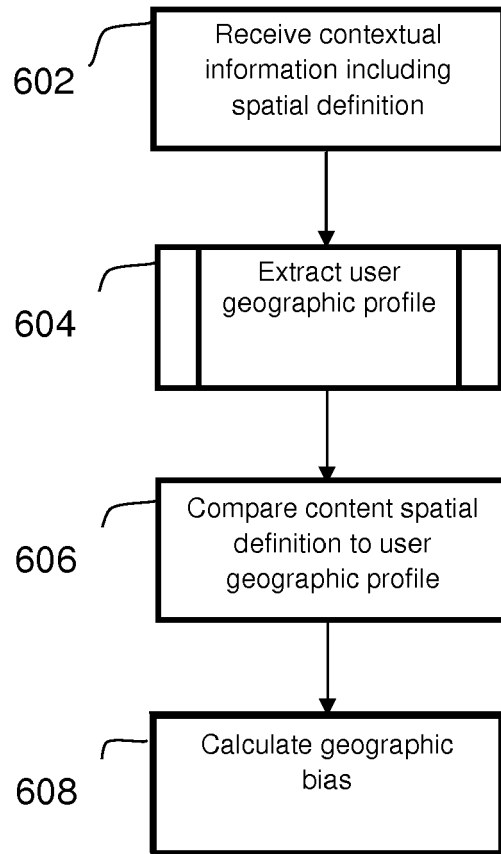 602
Receive contextual
information including
spatial definition
604
Extract user
geographic profile
606
Compare content spatial
definition to user
geographic profile
608
Calculate geographic
bias